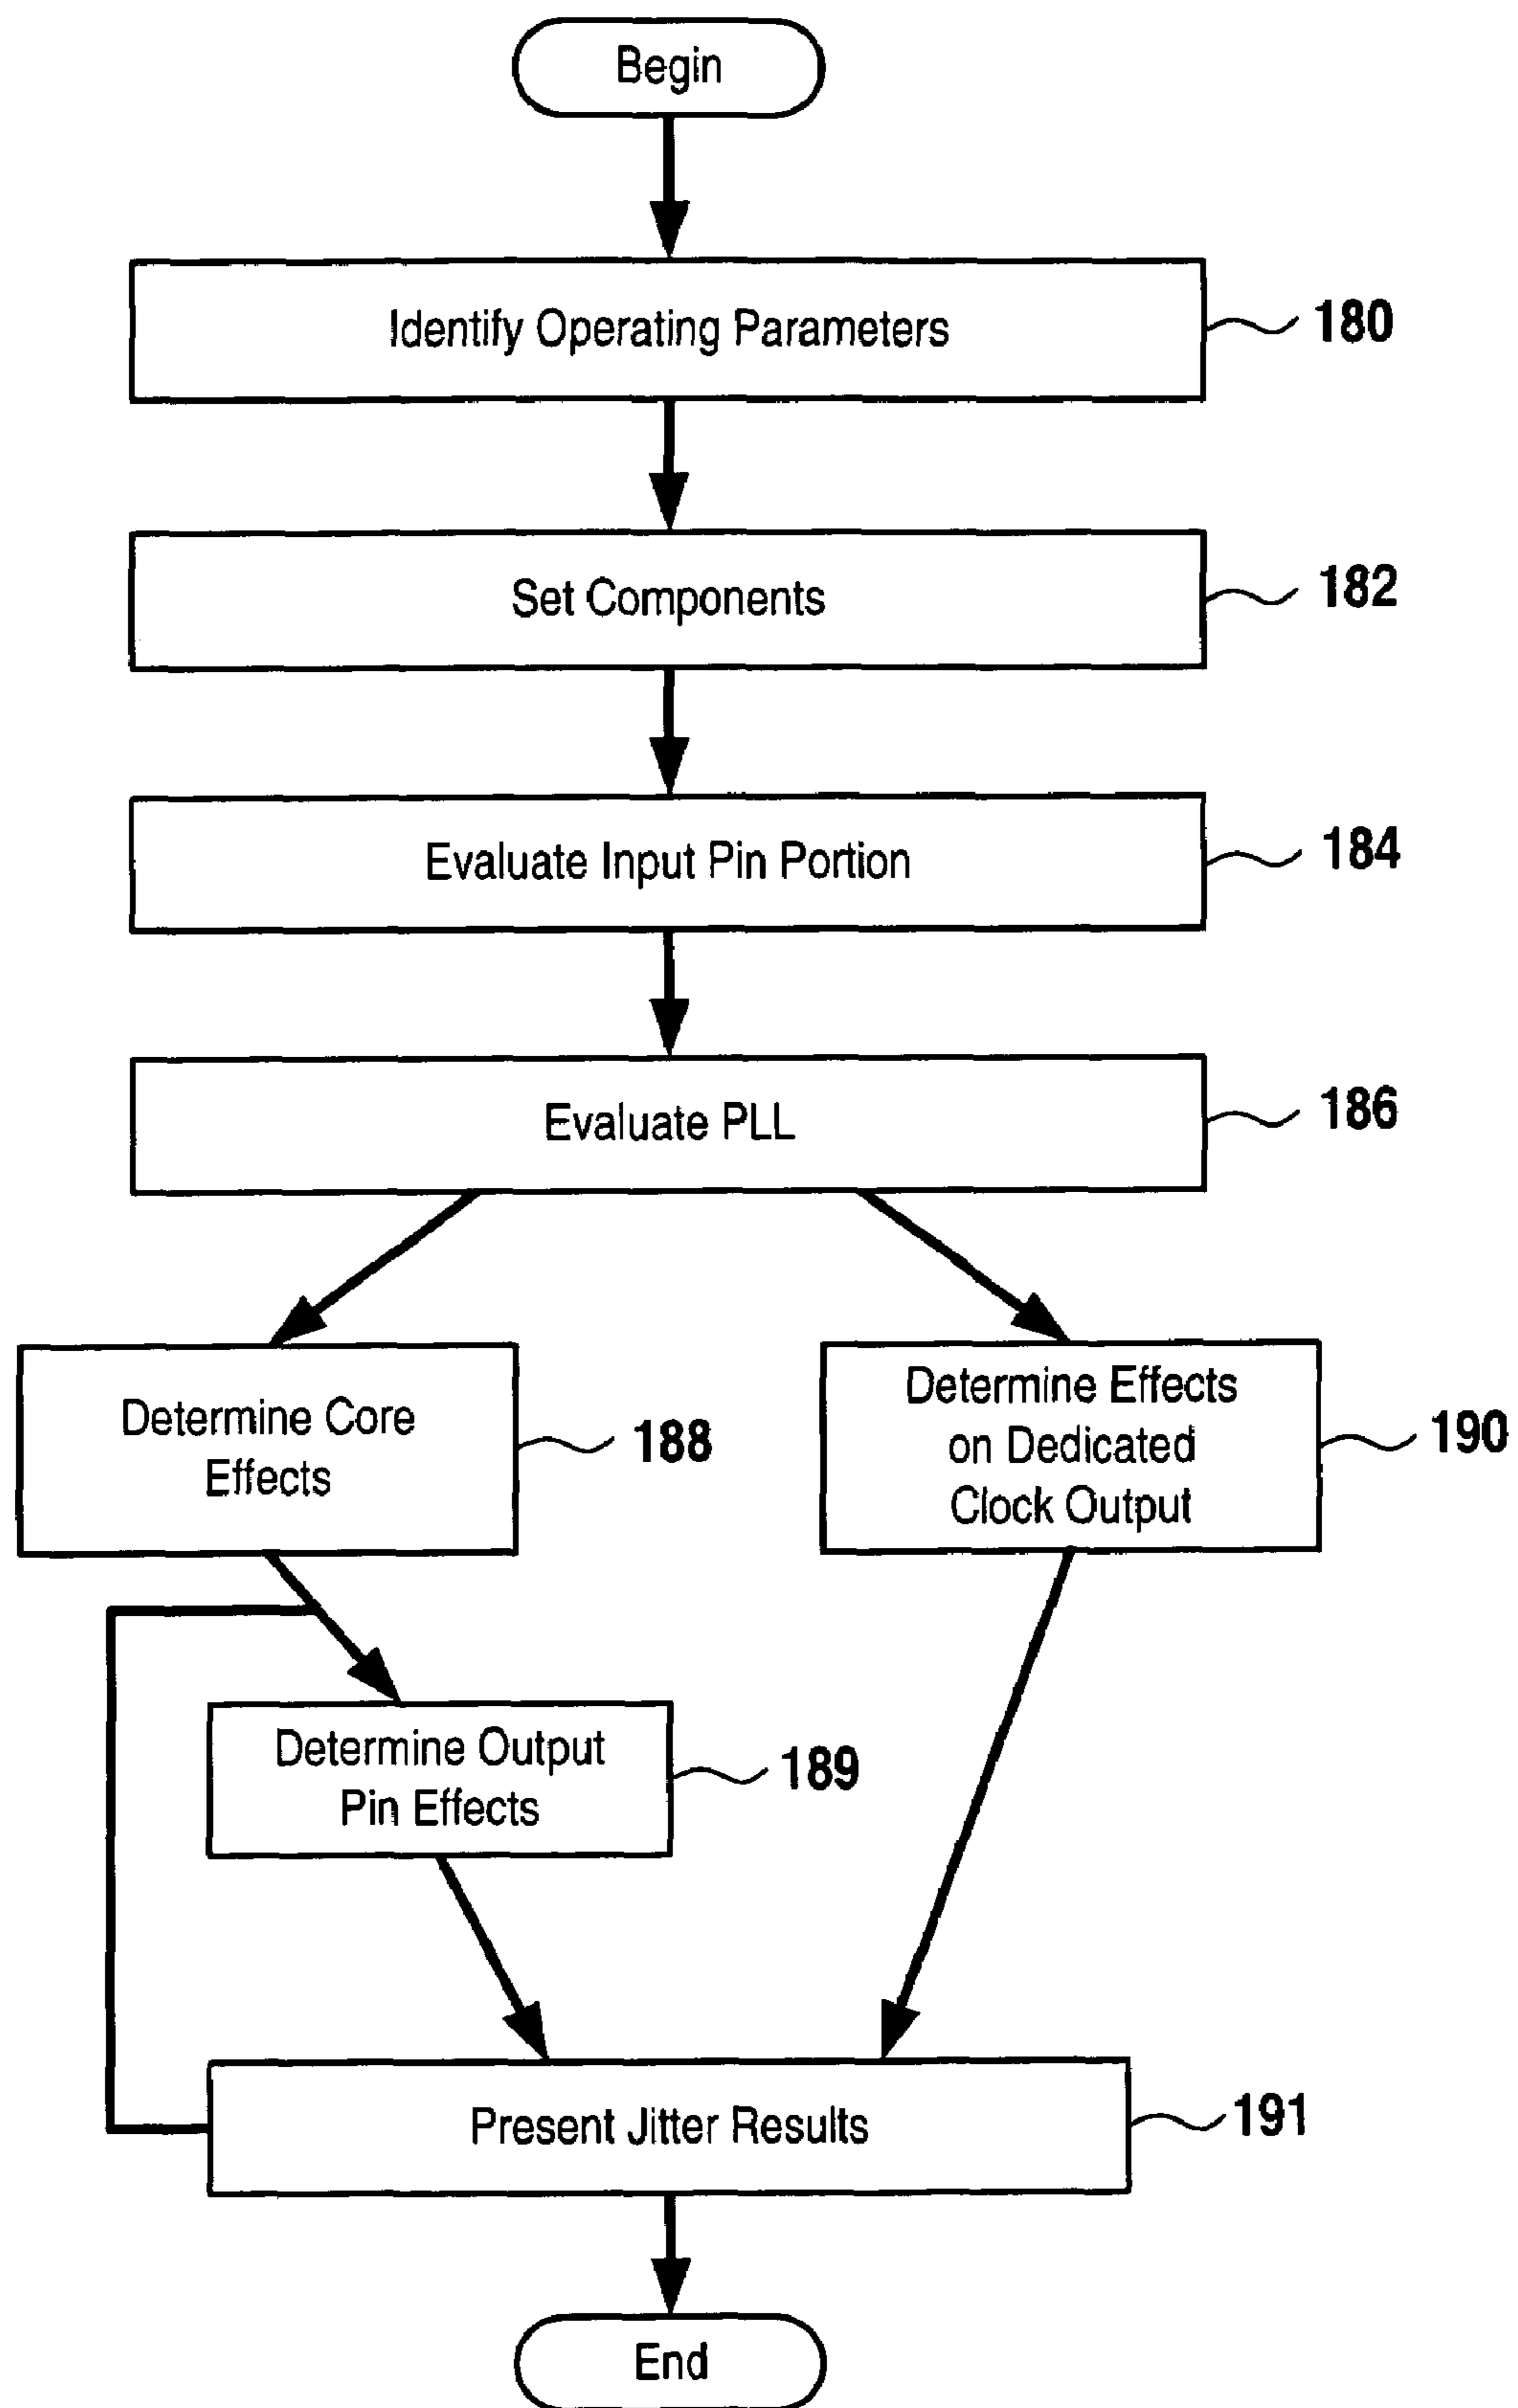 Begin
Identify Operating Parameters
180
Set Components
182
Evaluate Input Pin Portion
184
Evaluate PLL
186
Determine Core
Effects
188
Determine Effects
on Dedicated
Clock Output
190
Determine Output
Pin Effects
189
Present Jitter Results
191
End